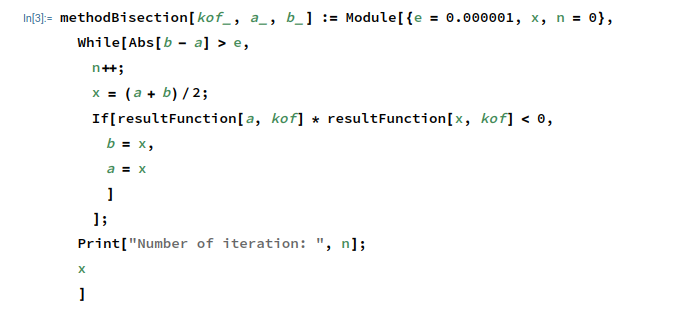 In[3]:= methodBisection[kof_, a_, b_] := Module[{e = 0.000001, x, n = 0},
While[Abs[b - a] > e,
n++;
x = (a + b) / 2;
If[resultFunction[a, kof] * resultFunction[x, kof] < 0,
b = x,
a = x
]
];
Print["Number of iteration: ", n];
x
]